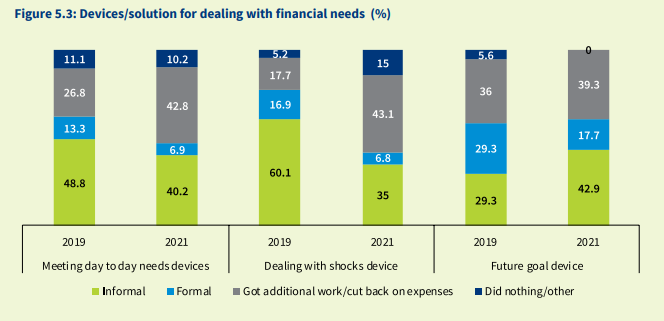 Figure 5.3: Devices/solution for dealing with financial needs (%)
11.1 10.2 5.2 15 5.6 0
26.8 42.8 17.7 43.1 36 39.3
13.3 6.9 16.9 6.8 29.3 17.7
48.8 40.2 60.1 35 29.3 42.9
2019 2021 2019 2021 2019 2021
Meeting day to day needs devices Dealing with shocks device Future goal device
Informal Formal Got additional work/cut back on expenses Did nothing/other